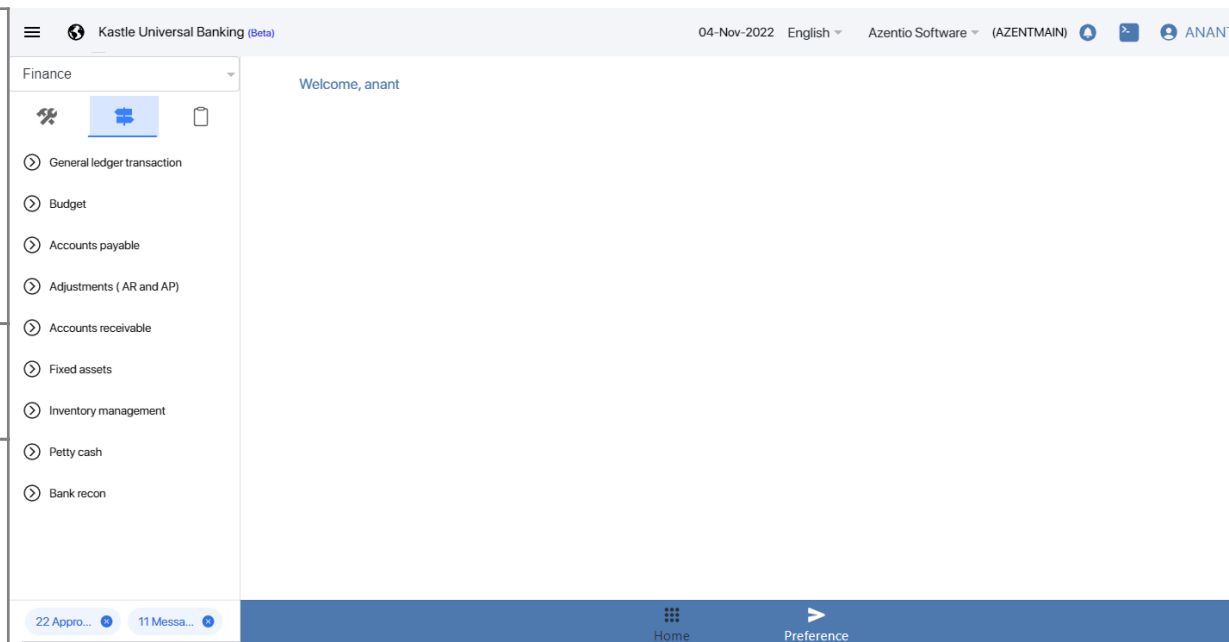 Kastle Universal Banking (Beta) 04-Nov-2022 English Azentio Software (AZENTMAIN) ANANT
Finance
Welcome, anant
General ledger transaction
Budget
Accounts payable
Adjustments ( AR and AP)
Accounts receivable
Fixed assets
Inventory management
Petty cash
Bank recon
22 Appro... 11 Messa...
Home Preference